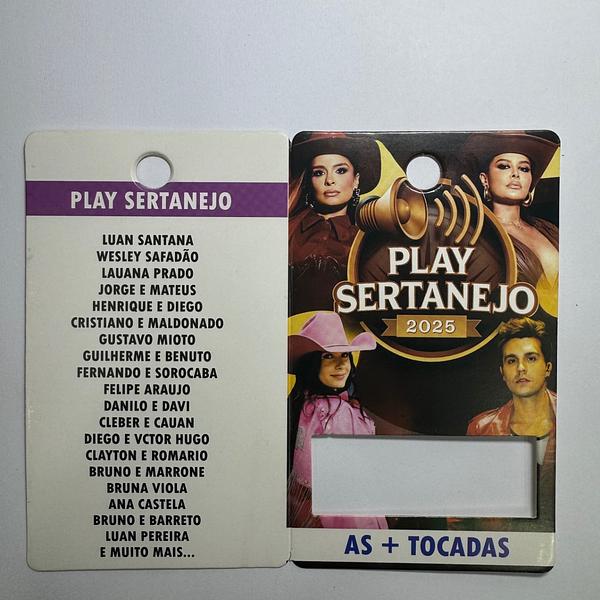 PLAY SERTANEJO
LUAN SANTANA
WESLEY SAFADÃO
LAUANA PRADO
JORGE E MATEUS
HENRIQUE E DIEGO
CRISTIANO E MALDONADO
GUSTAVO MIOTO
GUILHERME E BENUTO
FERNANDO E SOROCABA
FELIPE ARAUJO
DANILO E DAVI
CLEBER E CAUAN
DIEGO E VCTOR HUGO
CLAYTON E ROMARIO
BRUNO E MARRONE
BRUNA VIOLA
ANA CASTELA
BRUNO E BARRETO
LUAN PEREIRA
E MUITO MAIS...
PLAY
SERTANEJO
2025
AS + TOCADAS